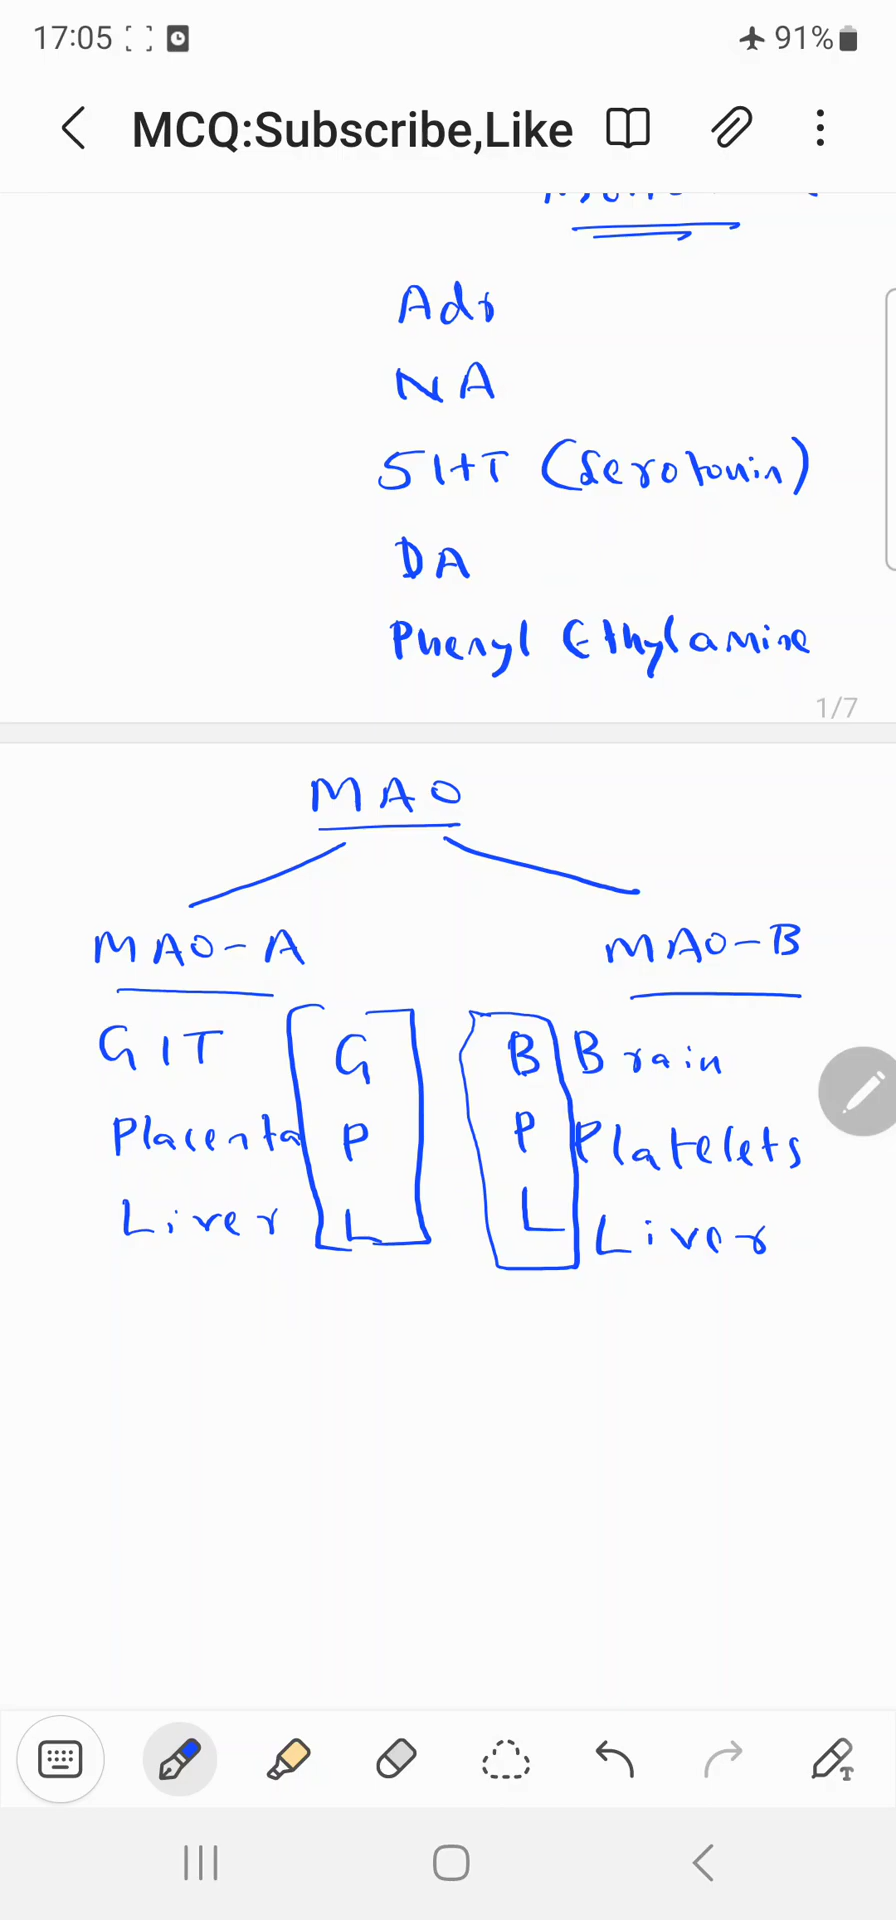 17:05 91%
MCQ:Subscribe,Like
Adr
NA
5HT (Serotonin)
DA
Phenyl Ethylamine
1/7
MAO
MAO-A MAO-B
GIT G B Brain
Placenta P P Platelets
Liver L L Liver
T